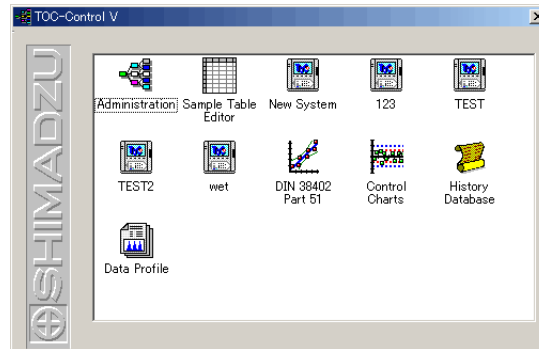 TOC-Control V
SHIMADZU
Administration
Sample Table
Editor
New System
123
TEST
TEST2
wet
DIN 38402
Part 51
Control
Charts
History
Database
Data Profile